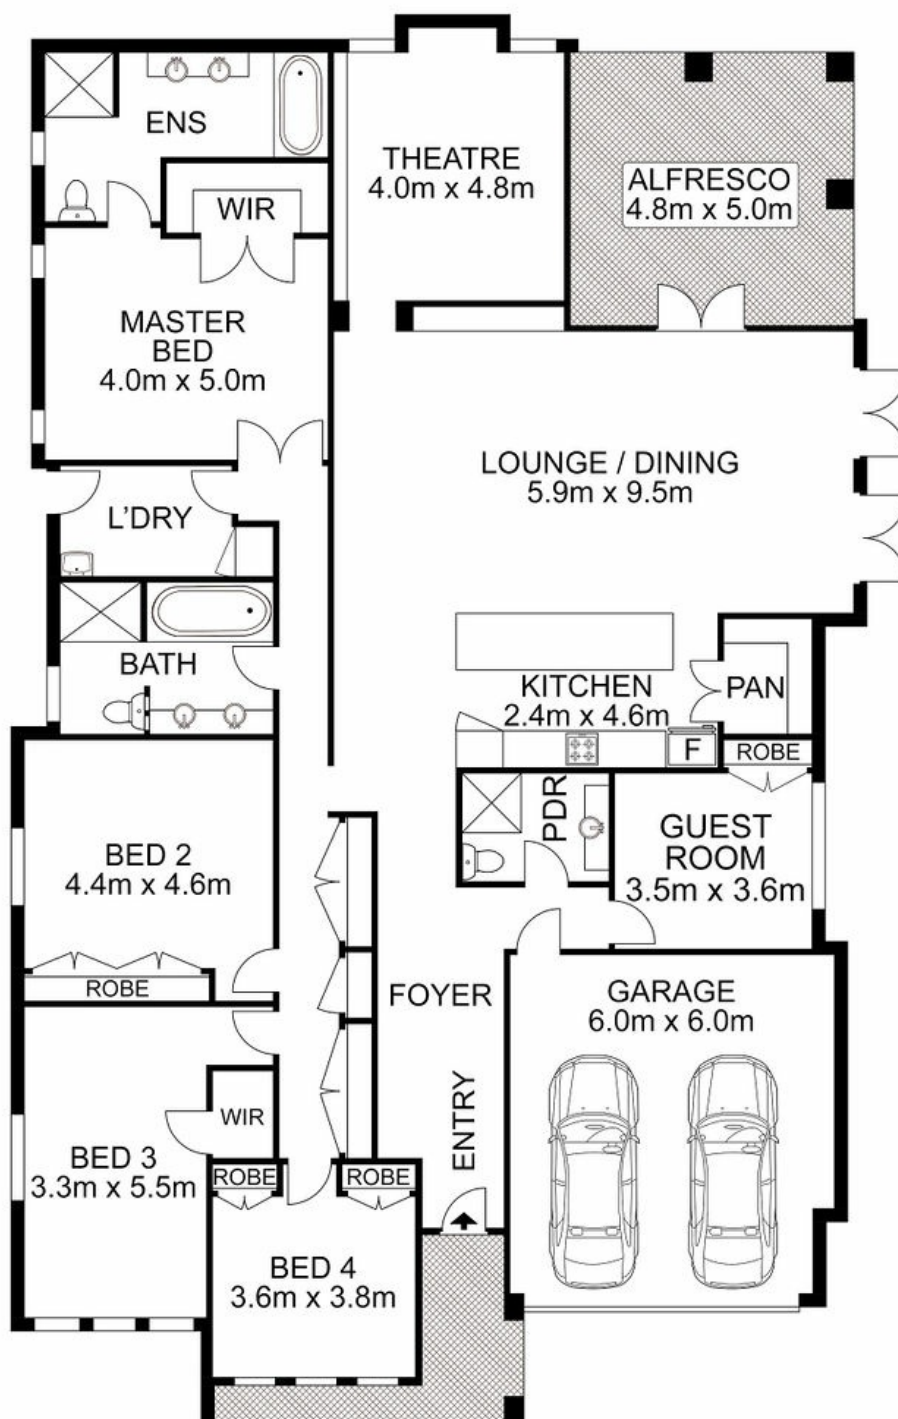 ENS
WIR
THEATRE
4.0m x 4.8m
ALFRESCO
4.8m x 5.0m
MASTER
BED
4.0m x 5.0m
LOUNGE / DINING
5.9m x 9.5m
L'DRY
BATH
KITCHEN
2.4m x 4.6m
PAN
F
ROBE
PDR
GUEST
ROOM
3.5m x 3.6m
BED 2
4.4m x 4.6m
ROBE
FOYER
GARAGE
6.0m x 6.0m
ENTRY
WIR
BED 3
3.3m x 5.5m
ROBE
ROBE
BED 4
3.6m x 3.8m